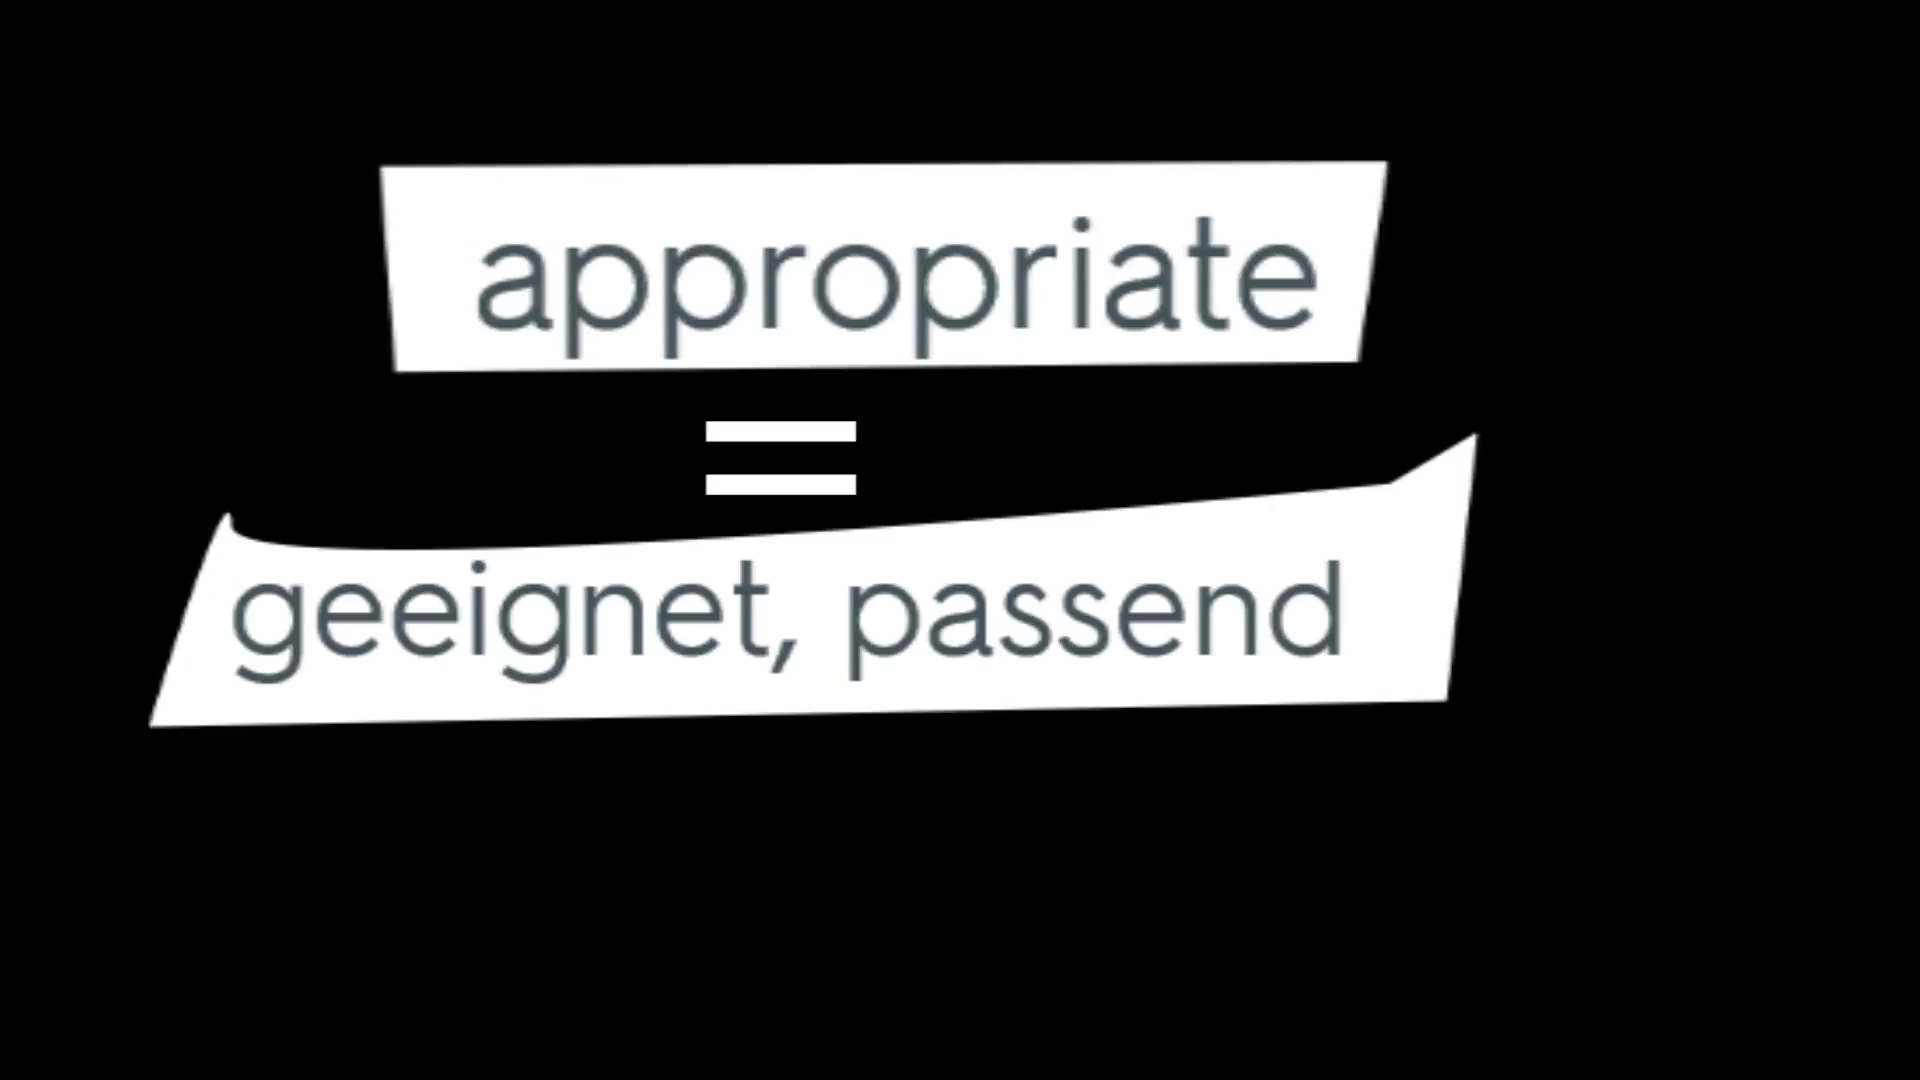 appropriate
=
geeignet, passend